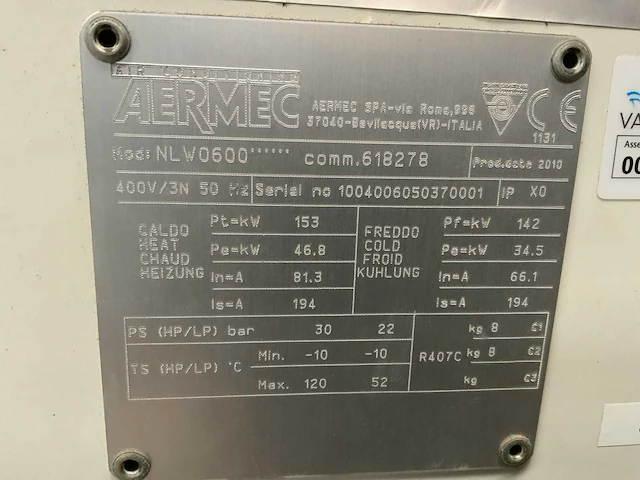 AIR CONDITIONING
AERMEC
AERMEC SPA-via Roma,996
37040-Bevilacqua(VR)-ITALIA
CE
1131
Mod: NLW0600°°°°°° comm.618278
Prod.date 2010
400V/3N 50 Hz Serial no 1004006050370001 IP X0
CALDO
HEAT
CHAUD
HEIZUNG
Pt=kW 153
Pe=kW 46.8
In=A 81.3
Is=A 194
FREDDO
COLD
FROID
KUHLUNG
Pf=kW 142
Pe=kW 34.5
In=A 66.1
Is=A 194
PS (HP/LP) bar 30 22
TS (HP/LP) °C
Min. -10 -10
Max. 120 52
R407C
kg 8 C1
kg 8 C2
kg C3
VA
Asse
00